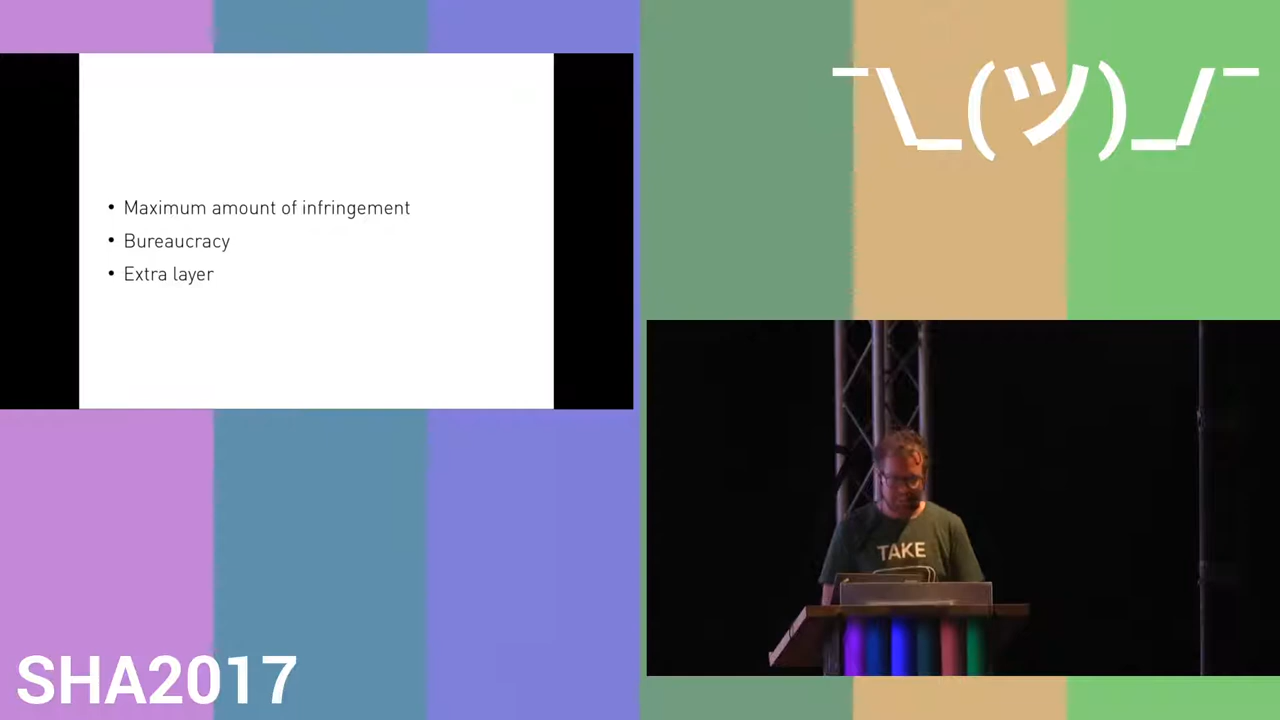 ¯\_(ツ)_/¯
• Maximum amount of infringement
• Bureaucracy
• Extra layer
TAKE
SHA2017